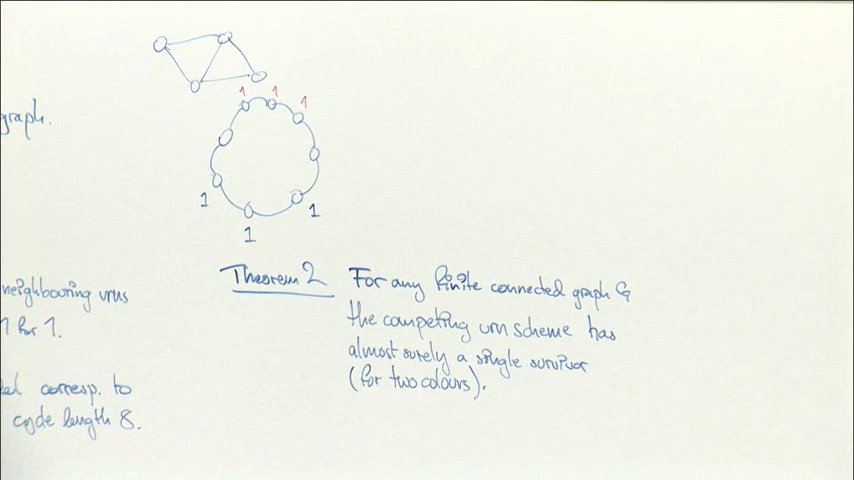 graph.
1 1 1
1
1
1
neighbouring urns
1 for 1.
corresp. to
cycle length 8.
Theorem 2
For any finite connected graph G
the competing urn scheme has
almost surely a single survivor
(for two colours).